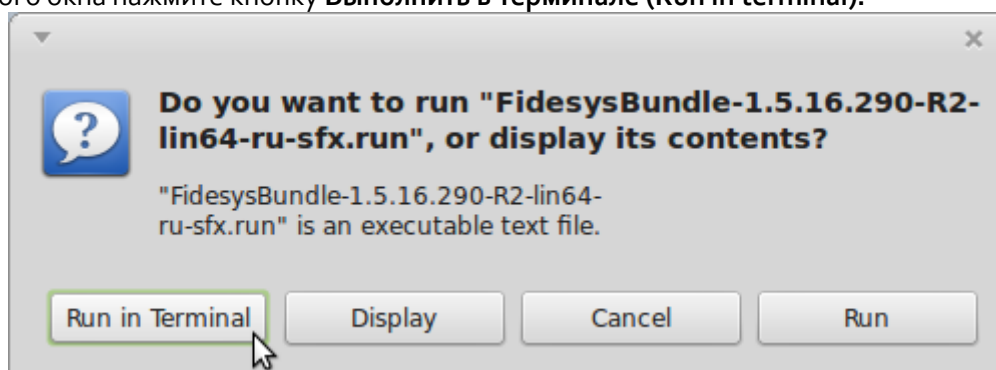 ого окна нажмите кнопку Выполнить в терминале (Run in terminal).
Do you want to run "FidesysBundle-1.5.16.290-R2-
lin64-ru-sfx.run", or display its contents?
"FidesysBundle-1.5.16.290-R2-lin64-
ru-sfx.run" is an executable text file.
Run in Terminal Display Cancel Run